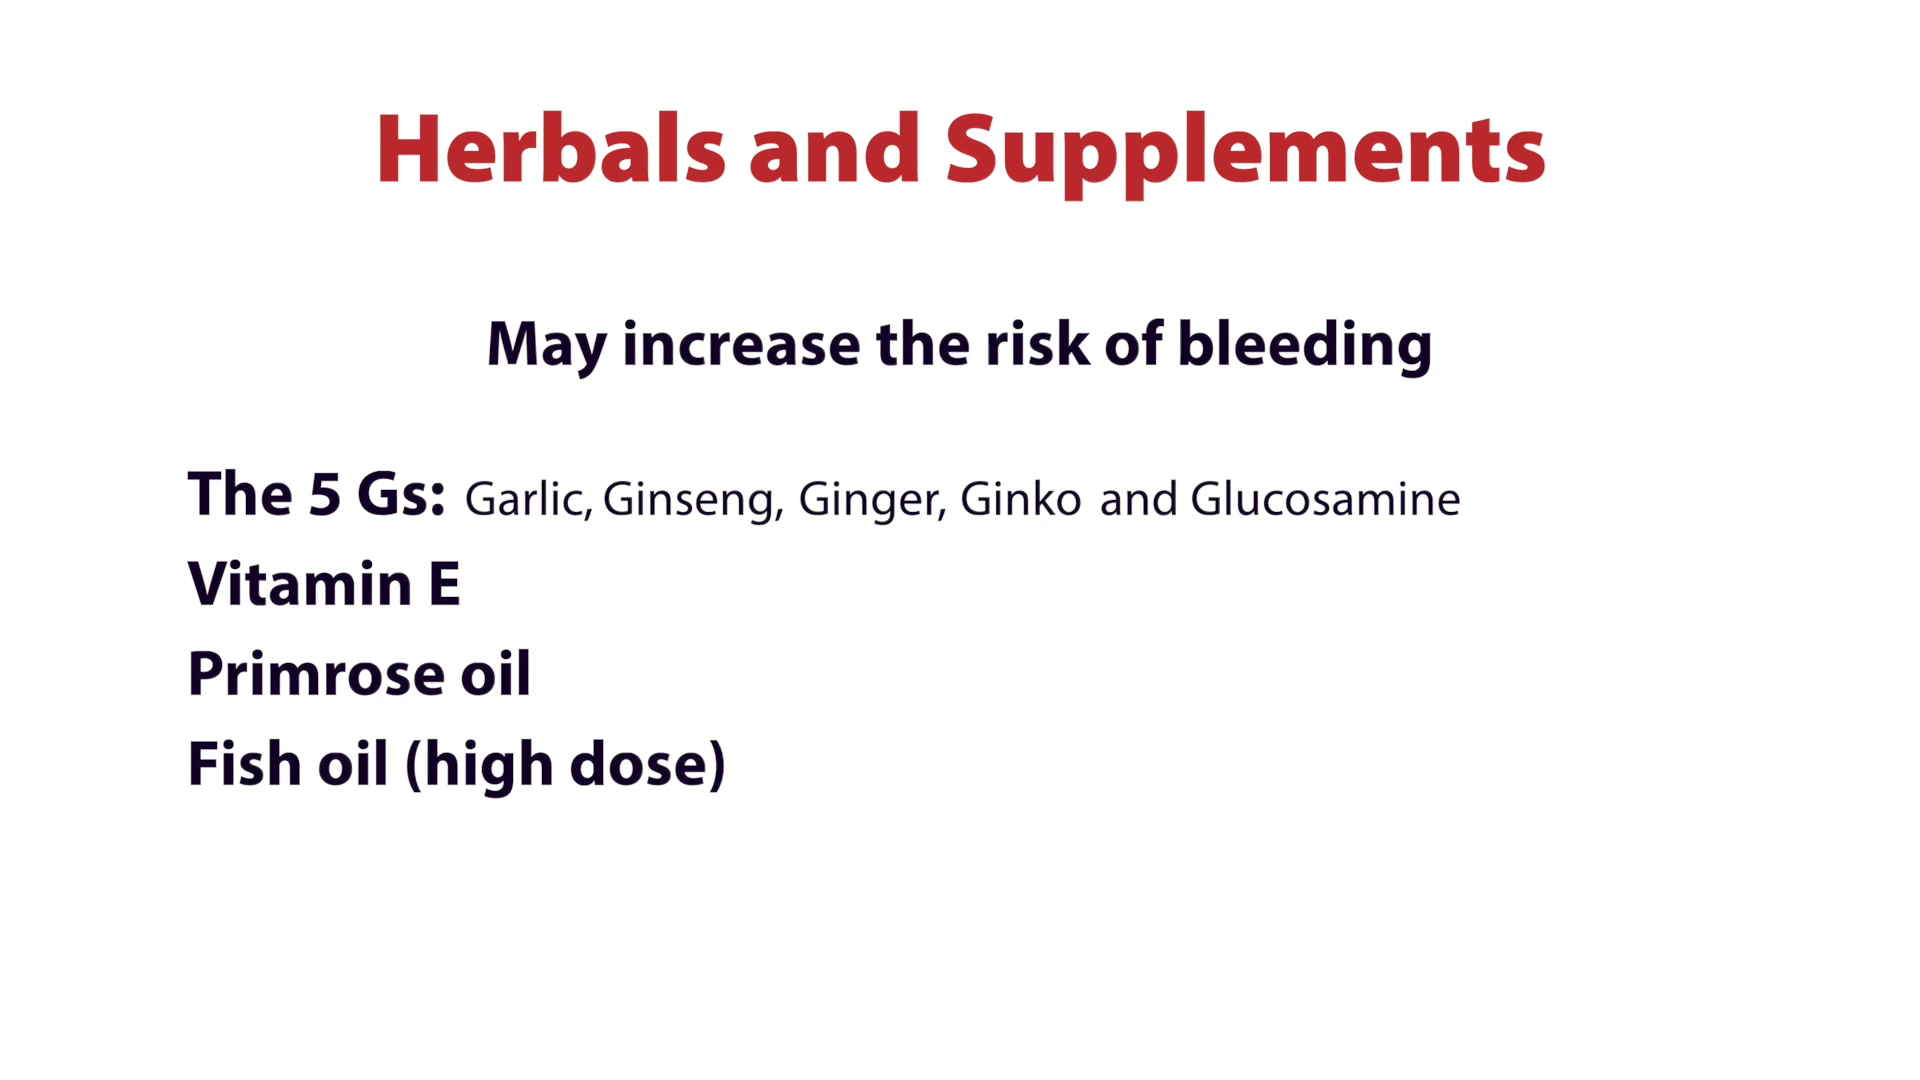 Herbals and Supplements
May increase the risk of bleeding
The 5 Gs: Garlic, Ginseng, Ginger, Ginko and Glucosamine
Vitamin E
Primrose oil
Fish oil (high dose)